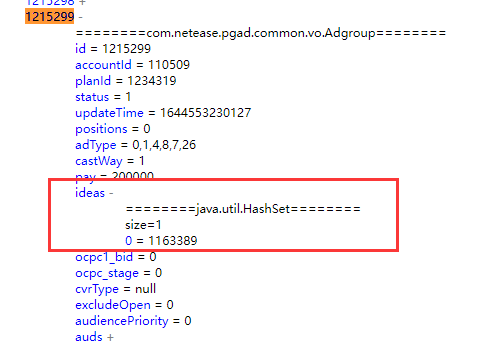 1215298 +
1215299 -
========com.netease.pgad.common.vo.Adgroup========
id = 1215299
accountId = 110509
planId = 1234319
status = 1
updateTime = 1644553230127
positions = 0
adType = 0,1,4,8,7,26
castWay = 1
pay = 200000
ideas -
========java.util.HashSet========
size=1
0 = 1163389
ocpc1_bid = 0
ocpc_stage = 0
cvrType = null
excludeOpen = 0
audiencePriority = 0
auds +